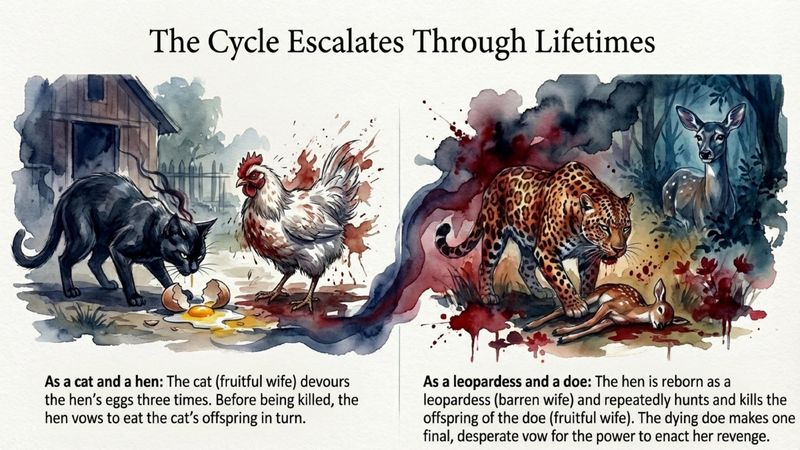 The Cycle Escalates Through Lifetimes
As a cat and a hen: The cat (fruitful wife) devours
the hen's eggs three times. Before being killed, the
hen vows to eat the cat's offspring in turn.
As a leopardess and a doe: The hen is reborn as a
leopardess (barren wife) and repeatedly hunts and kills the
offspring of the doe (fruitful wife). The dying doe makes one
final, desperate vow for the power to enact her revenge.